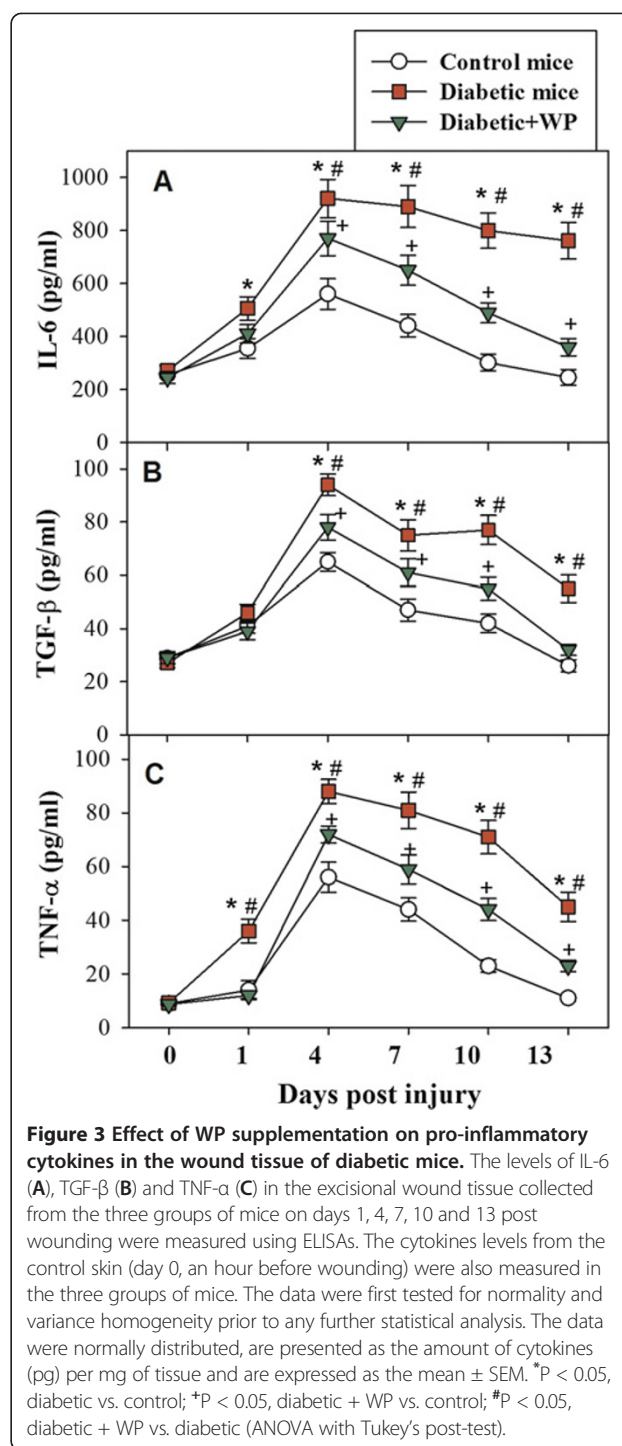 Control mice
Diabetic mice
Diabetic+WP
A
* #
* #
* #
* #
*
+
+
+
+
1000
800
600
400
200
0
IL-6 (pg/ml)
B
* #
* #
* #
* #
+
+
+
100
80
60
40
20
0
TGF-β (pg/ml)
C
* #
* #
* #
* #
* #
+
+
+
+
100
80
60
40
20
0
TNF-α (pg/ml)
0 1 4 7 10 13
Days post injury
Figure 3 Effect of WP supplementation on pro-inflammatory
cytokines in the wound tissue of diabetic mice. The levels of IL-6
(A), TGF-β (B) and TNF-α (C) in the excisional wound tissue collected
from the three groups of mice on days 1, 4, 7, 10 and 13 post
wounding were measured using ELISAs. The cytokines levels from the
control skin (day 0, an hour before wounding) were also measured in
the three groups of mice. The data were first tested for normality and
variance homogeneity prior to any further statistical analysis. The data
were normally distributed, are presented as the amount of cytokines
(pg) per mg of tissue and are expressed as the mean ± SEM. *P < 0.05,
diabetic vs. control; +P < 0.05, diabetic + WP vs. control; #P < 0.05,
diabetic + WP vs. diabetic (ANOVA with Tukey's post-test).